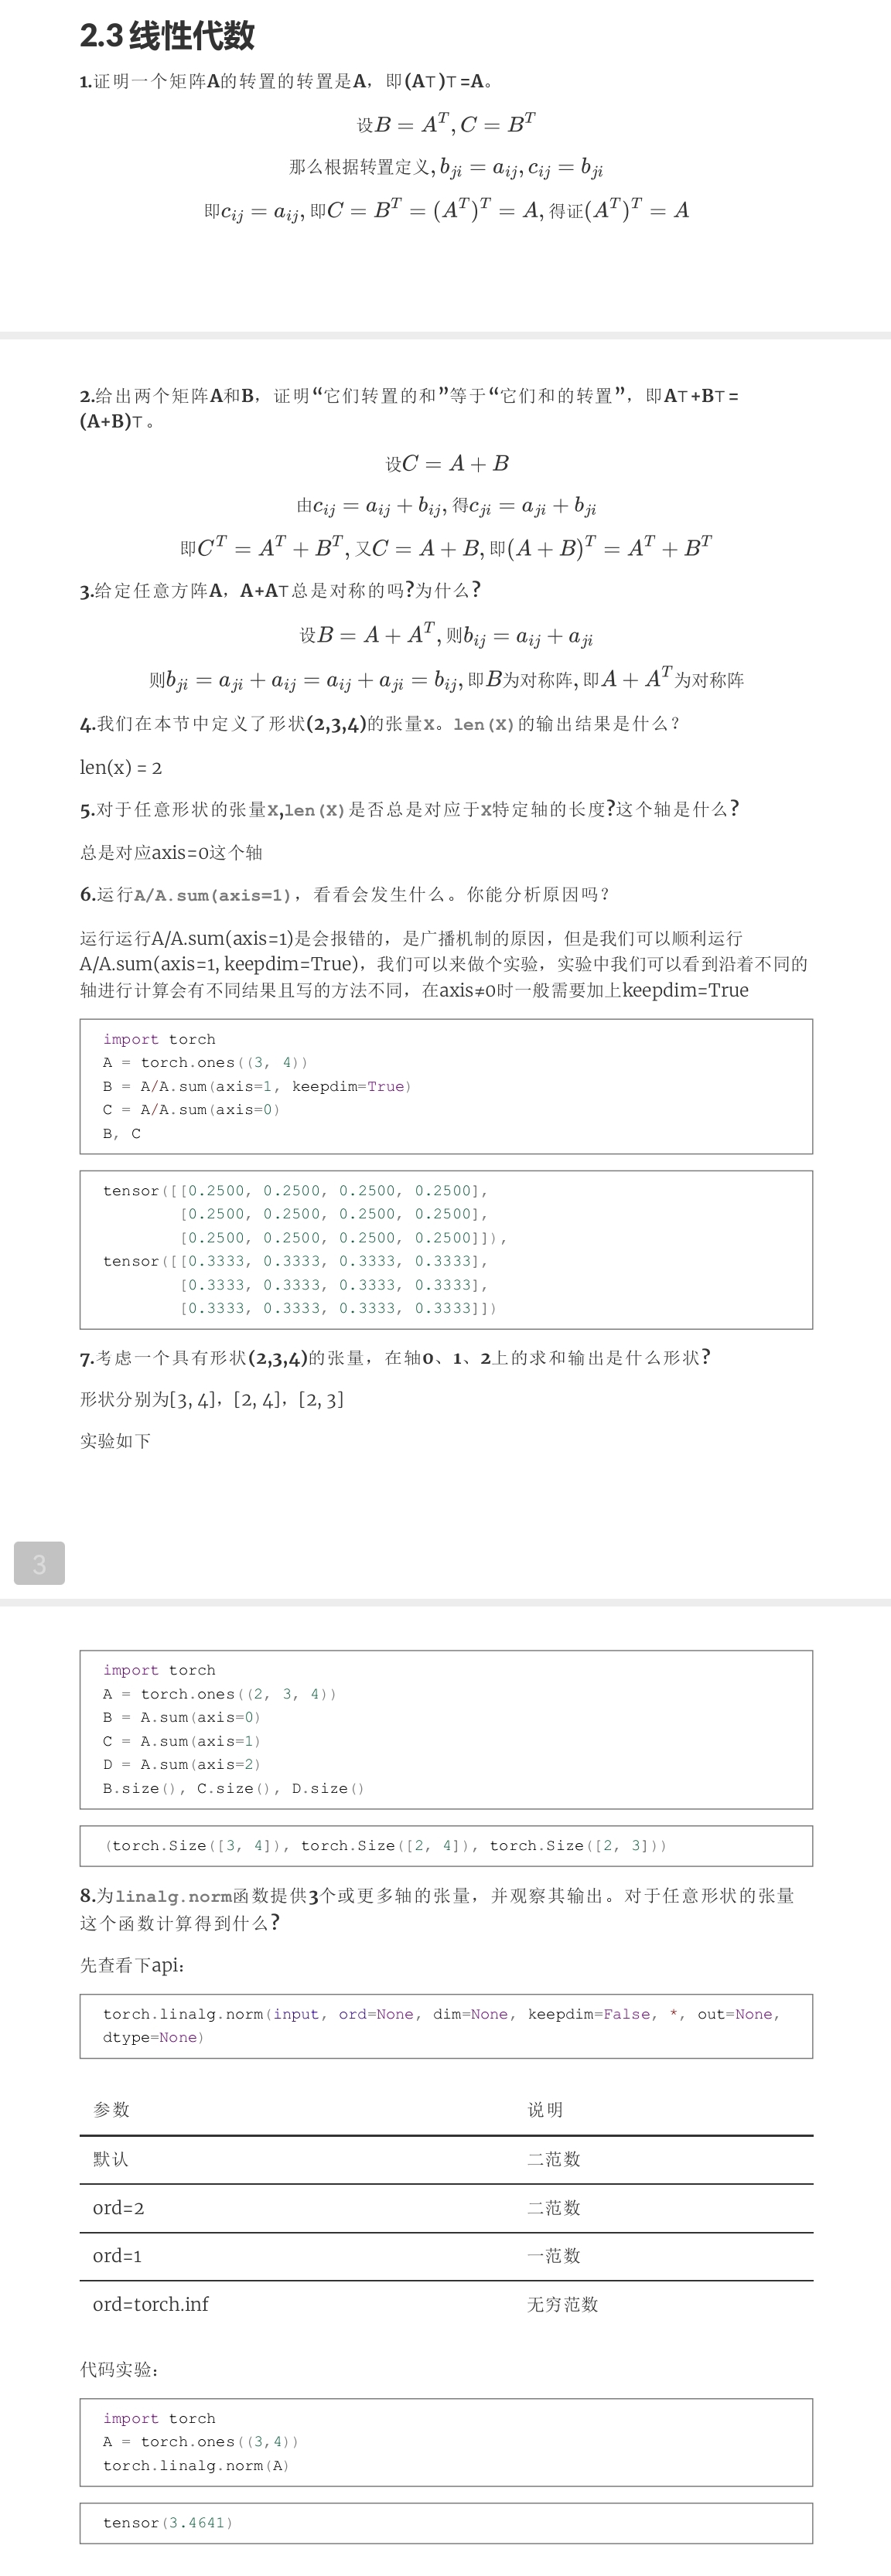 2.3 线性代数
1.证明一个矩阵A的转置的转置是A，即(A⊤)⊤=A。
设B = A^T, C = B^T
那么根据转置定义, b_{ji} = a_{ij}, c_{ij} = b_{ji}
即c_{ij} = a_{ij}, 即C = B^T = (A^T)^T = A, 得证(A^T)^T = A
2.给出两个矩阵A和B，证明“它们转置的和”等于“它们和的转置”，即A⊤+B⊤=
(A+B)⊤。
设C = A + B
由c_{ij} = a_{ij} + b_{ij}, 得c_{ji} = a_{ji} + b_{ji}
即C^T = A^T + B^T, 又C = A + B, 即(A + B)^T = A^T + B^T
3.给定任意方阵A，A+A⊤总是对称的吗?为什么?
设B = A + A^T, 则b_{ij} = a_{ij} + a_{ji}
则b_{ji} = a_{ji} + a_{ij} = a_{ij} + a_{ji} = b_{ij}, 即B为对称阵, 即A + A^T为对称阵
4.我们在本节中定义了形状(2,3,4)的张量X。len(X)的输出结果是什么？
len(x) = 2
5.对于任意形状的张量X,len(X)是否总是对应于X特定轴的长度?这个轴是什么?
总是对应axis=0这个轴
6.运行A/A.sum(axis=1)，看看会发生什么。你能分析原因吗？
运行运行A/A.sum(axis=1)是会报错的，是广播机制的原因，但是我们可以顺利运行
A/A.sum(axis=1, keepdim=True)，我们可以来做个实验，实验中我们可以看到沿着不同的
轴进行计算会有不同结果且写的方法不同，在axis≠0时一般需要加上keepdim=True
import torch
A = torch.ones((3, 4))
B = A/A.sum(axis=1, keepdim=True)
C = A/A.sum(axis=0)
B, C
tensor([[0.2500, 0.2500, 0.2500, 0.2500],
[0.2500, 0.2500, 0.2500, 0.2500],
[0.2500, 0.2500, 0.2500, 0.2500]]),
tensor([[0.3333, 0.3333, 0.3333, 0.3333],
[0.3333, 0.3333, 0.3333, 0.3333],
[0.3333, 0.3333, 0.3333, 0.3333]])
7.考虑一个具有形状(2,3,4)的张量，在轴0、1、2上的求和输出是什么形状?
形状分别为[3, 4]，[2, 4]，[2, 3]
实验如下
3
import torch
A = torch.ones((2, 3, 4))
B = A.sum(axis=0)
C = A.sum(axis=1)
D = A.sum(axis=2)
B.size(), C.size(), D.size()
(torch.Size([3, 4]), torch.Size([2, 4]), torch.Size([2, 3]))
8.为linalg.norm函数提供3个或更多轴的张量，并观察其输出。对于任意形状的张量
这个函数计算得到什么?
先查看下api：
torch.linalg.norm(input, ord=None, dim=None, keepdim=False, *, out=None,
dtype=None)
参数 说明
默认 二范数
ord=2 二范数
ord=1 一范数
ord=torch.inf 无穷范数
代码实验：
import torch
A = torch.ones((3,4))
torch.linalg.norm(A)
tensor(3.4641)